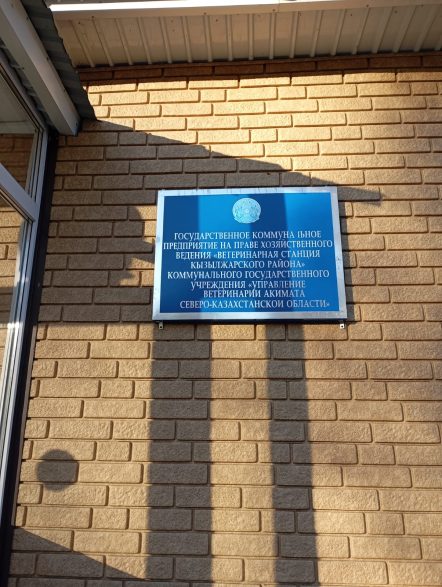 ГОСУДАРСТВЕННОЕ КОММУНАЛЬНОЕ
ПРЕДПРИЯТИЕ НА ПРАВЕ ХОЗЯЙСТВЕННОГО
ВЕДЕНИЯ «ВЕТЕРИНАРНАЯ СТАНЦИЯ
КЫЗЫЛЖАРСКОГО РАЙОНА»
КОММУНАЛЬНОГО ГОСУДАРСТВЕННОГО
УЧРЕЖДЕНИЯ «УПРАВЛЕНИЕ
ВЕТЕРИНАРИИ АКИМАТА
СЕВЕРО-КАЗАХСТАНСКОЙ ОБЛАСТИ»